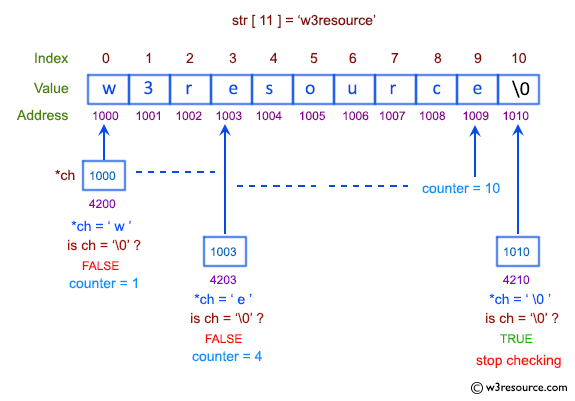 str [ 11 ] = ‘w3resource’
Index 0 1 2 3 4 5 6 7 8 9 10
Value w 3 r e s o u r c e \0
Address 1000 1001 1002 1003 1004 1005 1006 1007 1008 1009 1010
*ch 1000
counter = 10
4200
*ch = ‘ w ’
is ch = ‘\0’ ?
FALSE
counter = 1
1003
4203
*ch = ‘ e ’
is ch = ‘\0’ ?
FALSE
counter = 4
1010
4210
*ch = ‘ \0 ’
is ch = ‘\0’ ?
TRUE
stop checking
© w3resource.com